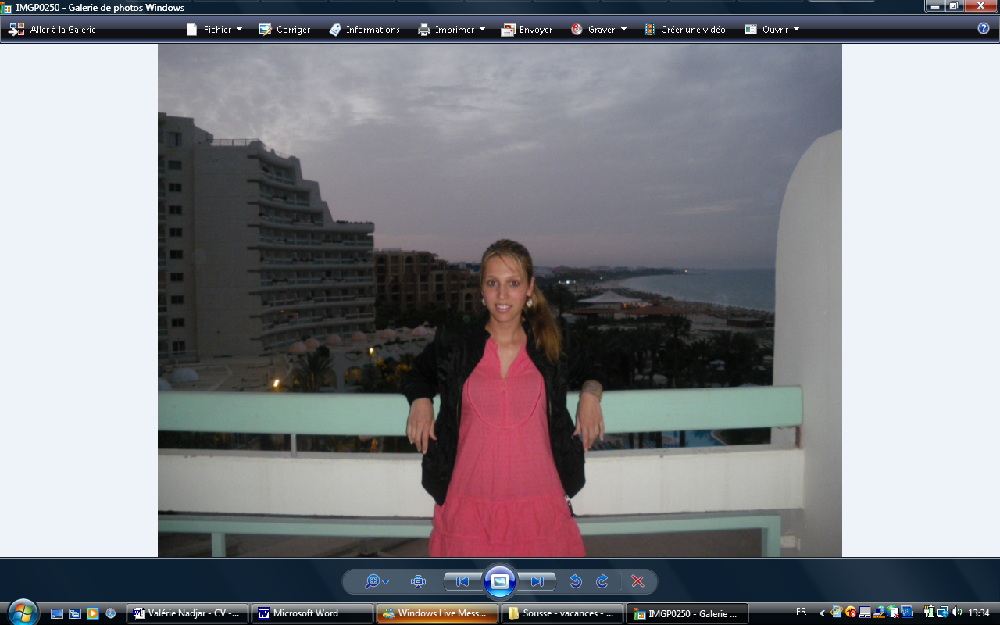 IMGP0250 - Galerie de photos Windows
Aller à la Galerie Fichier Corriger Informations Imprimer Envoyer Graver Créer une vidéo Ouvrir
Valérie Nadjar - CV -... Microsoft Word Windows Live Mess... Sousse - vacances - ... IMGP0250 - Galerie ... FR 13:34